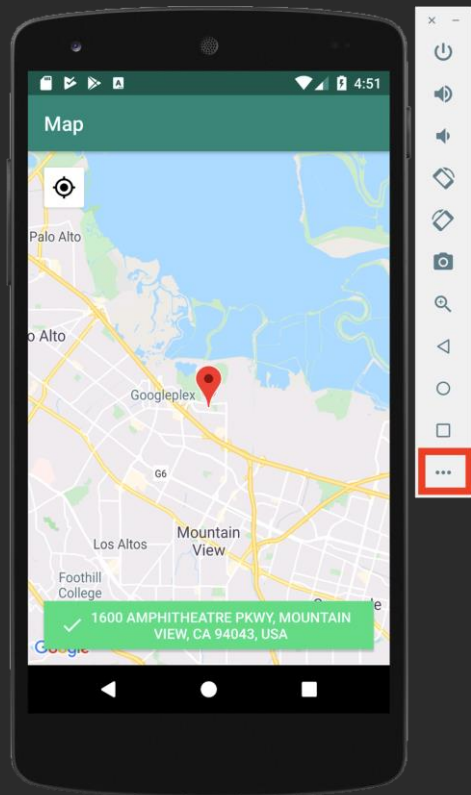 4:51
Map
Palo Alto
o Alto
Googleplex
G6
Mountain
View
Los Altos
Foothill
College
1600 AMPHITHEATRE PKWY, MOUNTAIN
VIEW, CA 94043, USA
Google